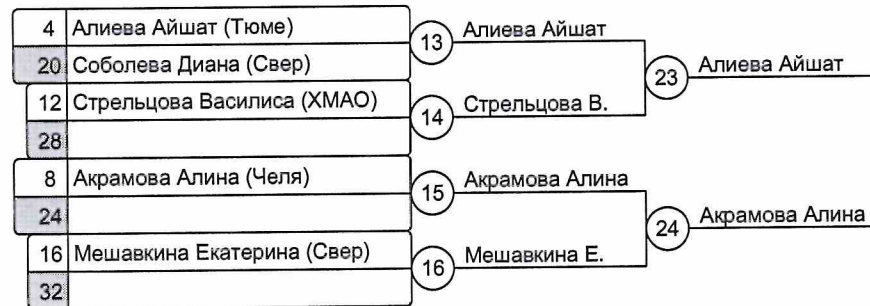 4 Алиева Айшат (Тюме)
20 Соболева Диана (Свер)
12 Стрельцова Василиса (ХМАО)
28
8 Акрамова Алина (Челя)
24
16 Мешавкина Екатерина (Свер)
32
13 Алиева Айшат
14 Стрельцова В.
15 Акрамова Алина
16 Мешавкина Е.
23 Алиева Айшат
24 Акрамова Алина